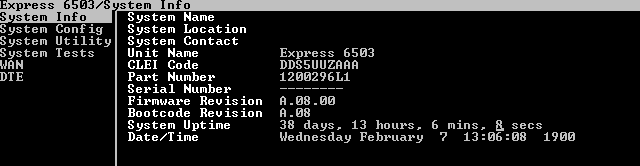 Express 6503/System Info
System Info
System Config
System Utility
System Tests
WAN
DTE
System Name
System Location
System Contact
Unit Name Express 6503
CLEI Code DDS5UUZAAA
Part Number 1200296L1
Serial Number --------
Firmware Revision A.08.00
Bootcode Revision A.08
System Uptime 38 days, 13 hours, 6 mins, 8 secs
Date/Time Wednesday February 7 13:06:08 1900